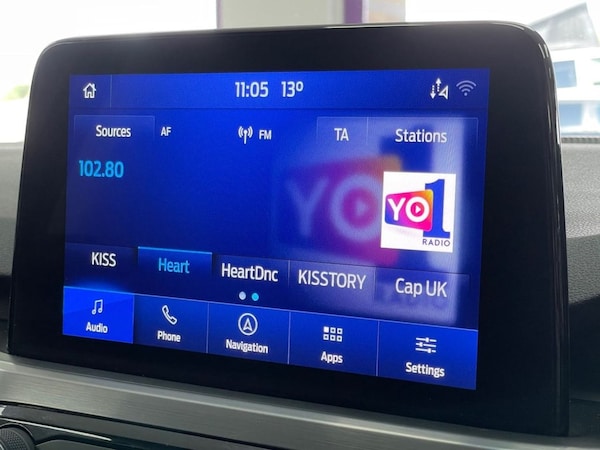 11:05 13°
Sources AF FM TA Stations
102.80
YO1
RADIO
YO
KISS Heart HeartDnc KISSTORY Cap UK
Audio Phone Navigation Apps Settings